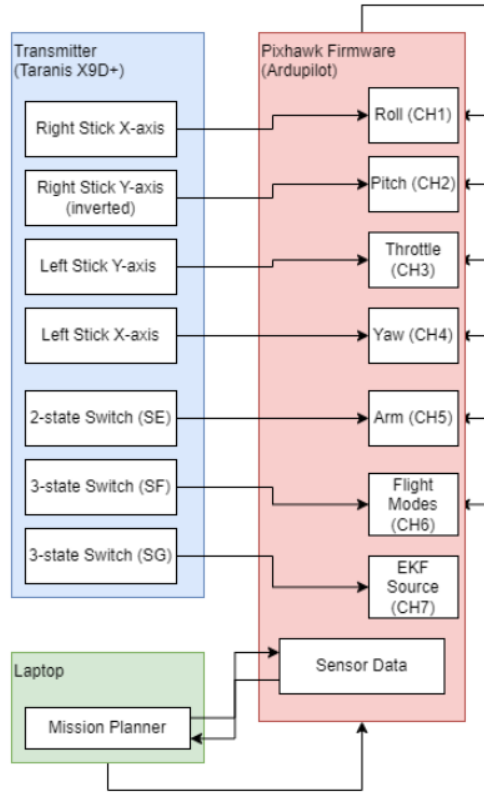 Transmitter
(Taranis X9D+)
Right Stick X-axis
Right Stick Y-axis
(inverted)
Left Stick Y-axis
Left Stick X-axis
2-state Switch (SE)
3-state Switch (SF)
3-state Switch (SG)
Pixhawk Firmware
(Ardupilot)
Roll (CH1)
Pitch (CH2)
Throttle
(CH3)
Yaw (CH4)
Arm (CH5)
Flight
Modes
(CH6)
EKF
Source
(CH7)
Sensor Data
Laptop
Mission Planner